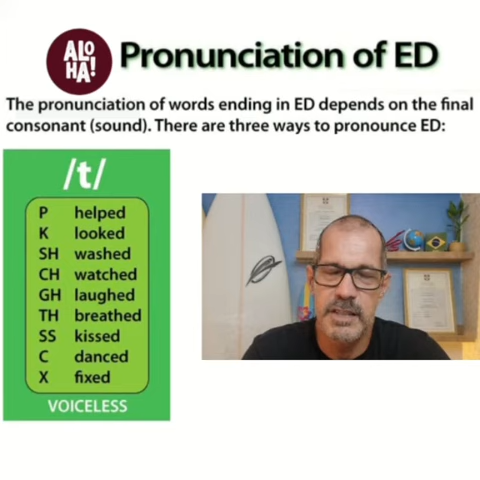 ALO
HA!
Pronunciation of ED
The pronunciation of words ending in ED depends on the final
consonant (sound). There are three ways to pronounce ED:
/t/
P helped
K looked
SH washed
CH watched
GH laughed
TH breathed
SS kissed
C danced
X fixed
VOICELESS